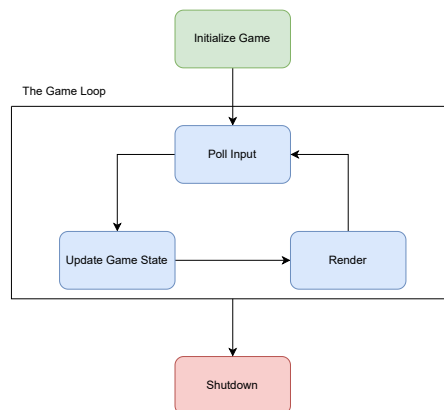 Initialize Game
The Game Loop
Poll Input
Update Game State
Render
Shutdown